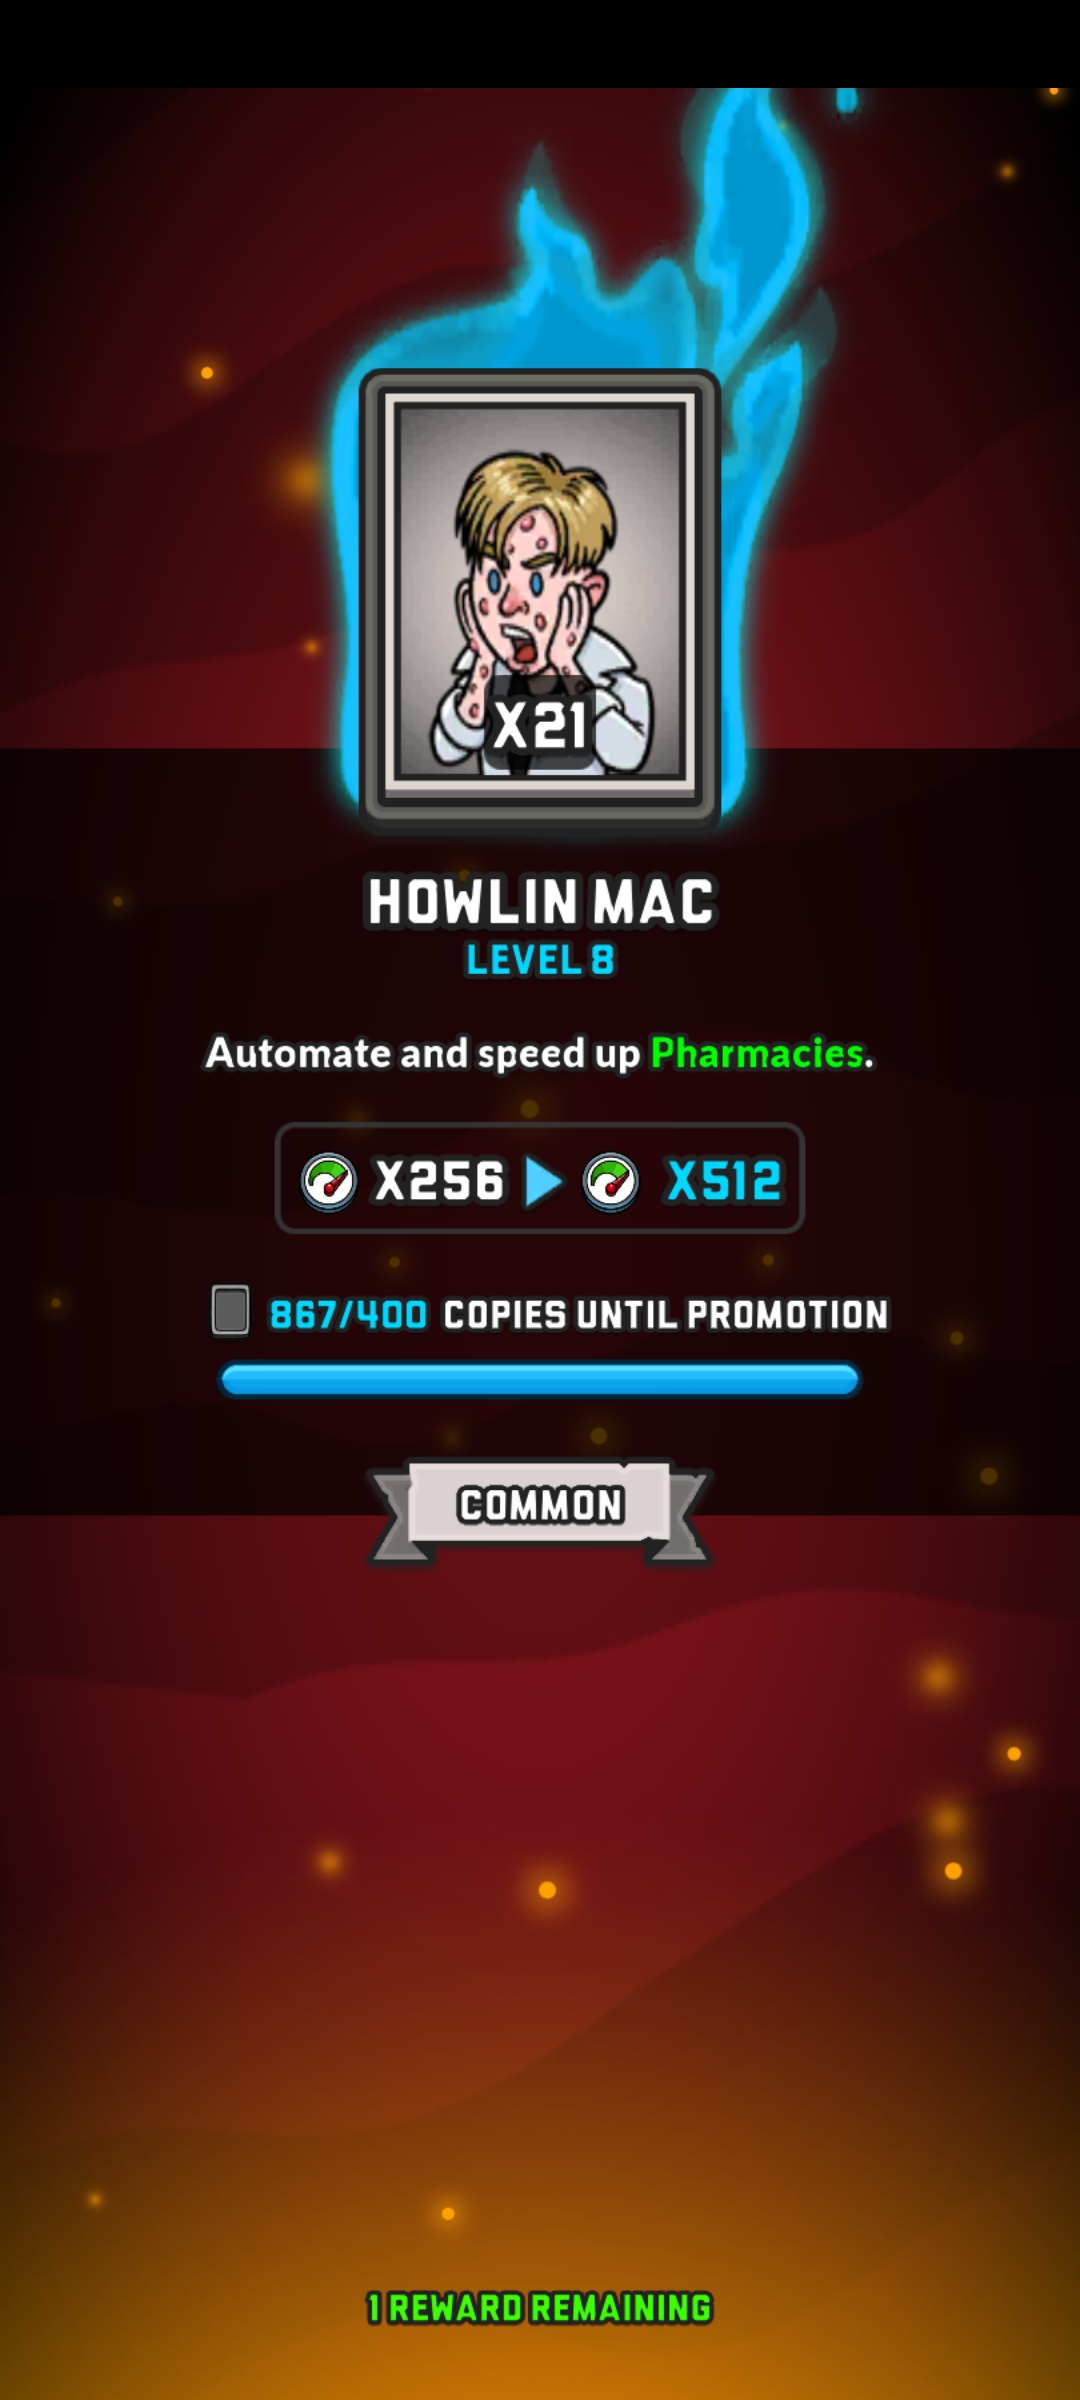 X21
HOWLIN MAC
LEVEL 8
Automate and speed up Pharmacies.
X256 X512
867/400 COPIES UNTIL PROMOTION
COMMON
1 REWARD REMAINING